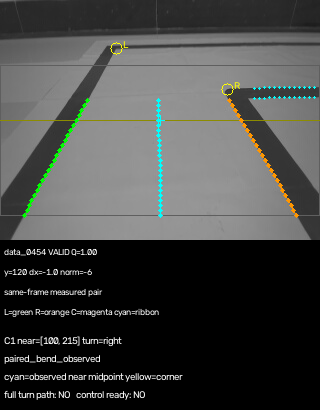 L
R
data_0454 VALID Q=1.00
y=120 dx=-1.0 norm=-6
same-frame measured pair
L=green R=orange C=magenta cyan=ribbon
C1 near=[100, 215] turn=right
paired_bend_observed
cyan=observed near midpoint yellow=corner
full turn path: NO control ready: NO